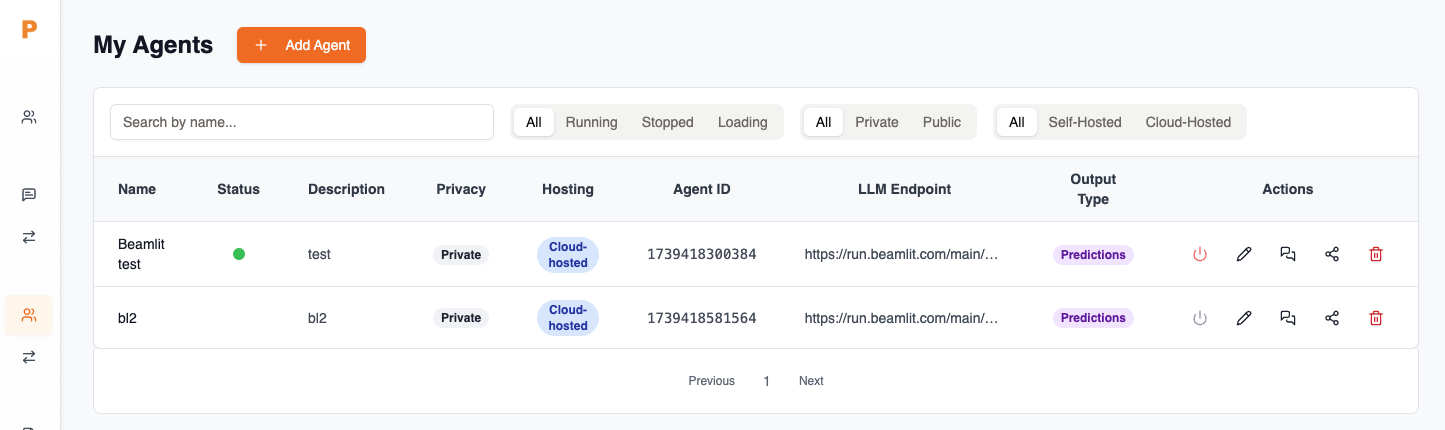 P
My Agents
+ Add Agent
Search by name...
All Running Stopped Loading
All Private Public
All Self-Hosted Cloud-Hosted
Name Status Description Privacy Hosting Agent ID LLM Endpoint Output Type Actions
Beamlit test
test
Private
Cloud-hosted
1739418300384
https://run.beamlit.com/main/…
Predictions
bl2
bl2
Private
Cloud-hosted
1739418581564
https://run.beamlit.com/main/…
Predictions
Previous 1 Next